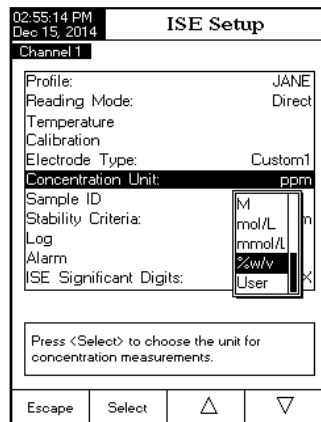 02:55:14 PM
Dec 15, 2014
ISE Setup
Channel 1
Profile: JANE
Reading Mode: Direct
Temperature
Calibration
Electrode Type: Custom1
Concentration Unit: ppm
Sample ID
Stability Criteria:
Log
Alarm
ISE Significant Digits:
M
mol/L
mmol/L
%w/v
User
Press <Select> to choose the unit for
concentration measurements.
Escape Select